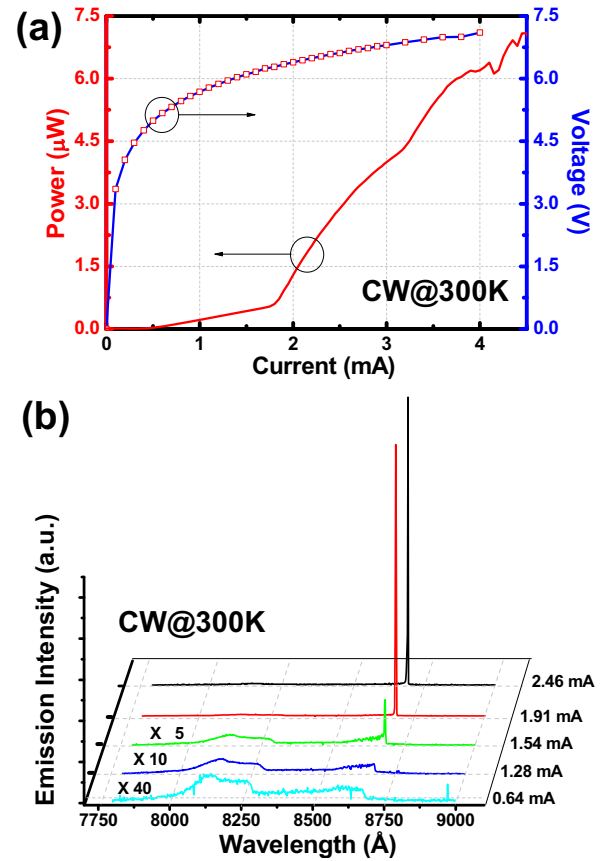 (a)
7.5
6.0
4.5
3.0
1.5
0.0
Power (μW)
7.5
6.0
4.5
3.0
1.5
0.0
Voltage (V)
CW@300K
0 1 2 3 4
Current (mA)
(b)
Emission Intensity (a.u.)
CW@300K
2.46 mA
1.91 mA
X 5
1.54 mA
X 10
1.28 mA
X 40
0.64 mA
7750 8000 8250 8500 8750 9000
Wavelength (Å)